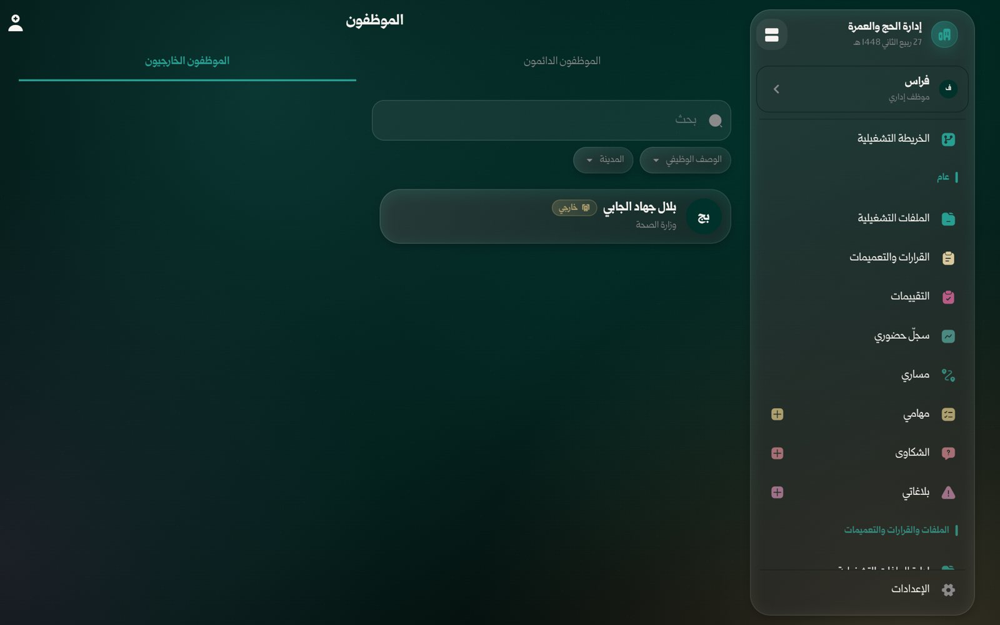 إدارة الحج والعمرة
27 ربيع الثاني 1448 هـ
فراس
ف
موظف إداري
الخريطة التشغيلية
عام
الملفات التشغيلية
القرارات والتعميمات
التقييمات
سجلّ حضوري
مساري
مهامي
الشكاوى
بلاغاتي
الملفات والقرارات والتعميمات
الإعدادات
الموظفون
الموظفون الدائمون
الموظفون الخارجيون
بحث
الوصف الوظيفي
المدينة
بج
بلال جهاد الجابي
خارجي
وزارة الصحة